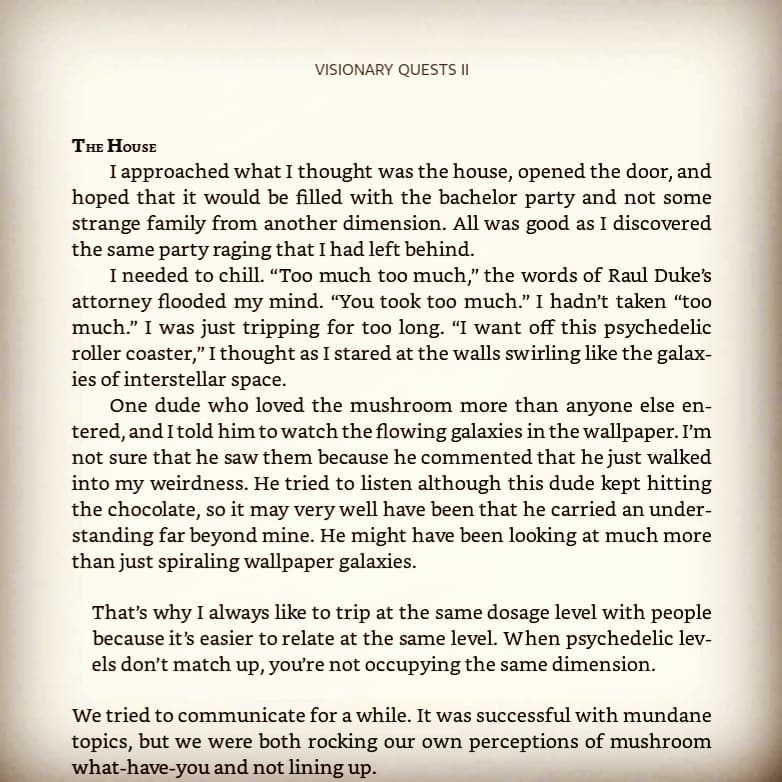 VISIONARY QUESTS II
The House
I approached what I thought was the house, opened the door, and
hoped that it would be filled with the bachelor party and not some
strange family from another dimension. All was good as I discovered
the same party raging that I had left behind.
I needed to chill. “Too much too much,” the words of Raul Duke’s
attorney flooded my mind. “You took too much.” I hadn’t taken “too
much.” I was just tripping for too long. “I want off this psychedelic
roller coaster,” I thought as I stared at the walls swirling like the galax-
ies of interstellar space.
One dude who loved the mushroom more than anyone else en-
tered, and I told him to watch the flowing galaxies in the wallpaper. I’m
not sure that he saw them because he commented that he just walked
into my weirdness. He tried to listen although this dude kept hitting
the chocolate, so it may very well have been that he carried an under-
standing far beyond mine. He might have been looking at much more
than just spiraling wallpaper galaxies.
That’s why I always like to trip at the same dosage level with people
because it’s easier to relate at the same level. When psychedelic lev-
els don’t match up, you’re not occupying the same dimension.
We tried to communicate for a while. It was successful with mundane
topics, but we were both rocking our own perceptions of mushroom
what-have-you and not lining up.